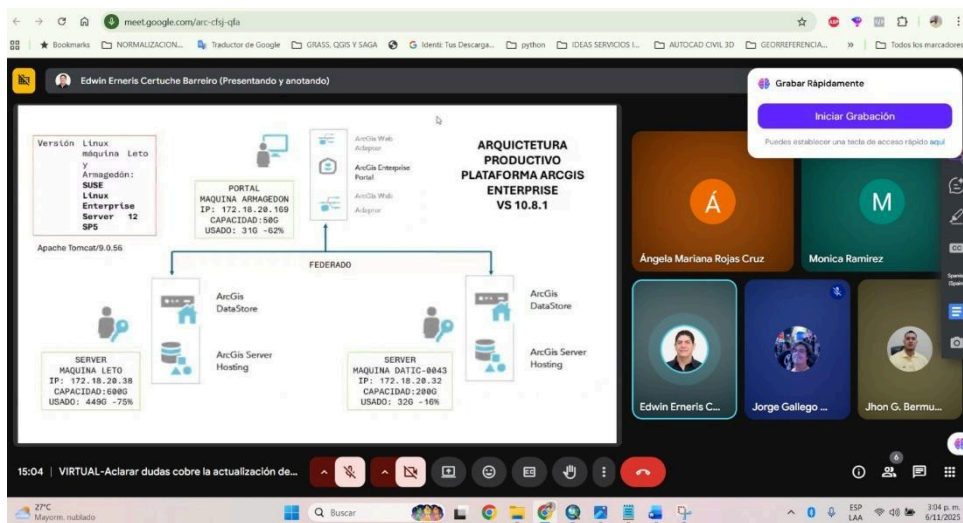 meet.google.com/arc-cfsj-qfa
Bookmarks
NORMALIZACION...
Traductor de Google
GRASS, QGIS Y SAGA
Identi: Tus Descarga...
python
IDEAS SERVICIOS I...
AUTOCAD CIVIL 3D
GEORREFERENCIA...
Todos los marcadores
Edwin Erneris Certuche Barreiro (Presentando y anotando)
Grabar Rápidamente
Iniciar Grabación
Puedes establecer una tecla de acceso rápido aquí
Versión Linux
máquina Leto
y
Armagedón:
SUSE
Linux
Enterprise
Server 12
SP5
Apache Tomcat/9.0.56
PORTAL
MAQUINA ARMAGEDON
IP: 172.18.20.169
CAPACIDAD:50G
USADO: 31G -62%
ArcGis Web
Adaptor
ArcGis Enterprise
Portal
ArcGis Web
Adaptor
ARQUICTETURA
PRODUCTIVO
PLATAFORMA ARCGIS
ENTERPRISE
VS 10.8.1
FEDERADO
ArcGis
DataStore
ArcGis Server
Hosting
SERVER
MAQUINA LETO
IP: 172.18.20.38
CAPACIDAD:600G
USADO: 449G -75%
ArcGis
DataStore
ArcGis Server
Hosting
SERVER
MAQUINA DATIC-0043
IP: 172.18.20.32
CAPACIDAD:200G
USADO: 32G -16%
Á
Ángela Mariana Rojas Cruz
M
Monica Ramirez
Edwin Erneris C...
Jorge Gallego ...
Jhon G. Bermu...
CC
Spanish
(Spain
15:04 | VIRTUAL-Aclarar dudas cobre la actualización de...
6
27°C
Mayorm. nublado
Buscar
ESP
LAA
3:04 p. m.
6/11/2025